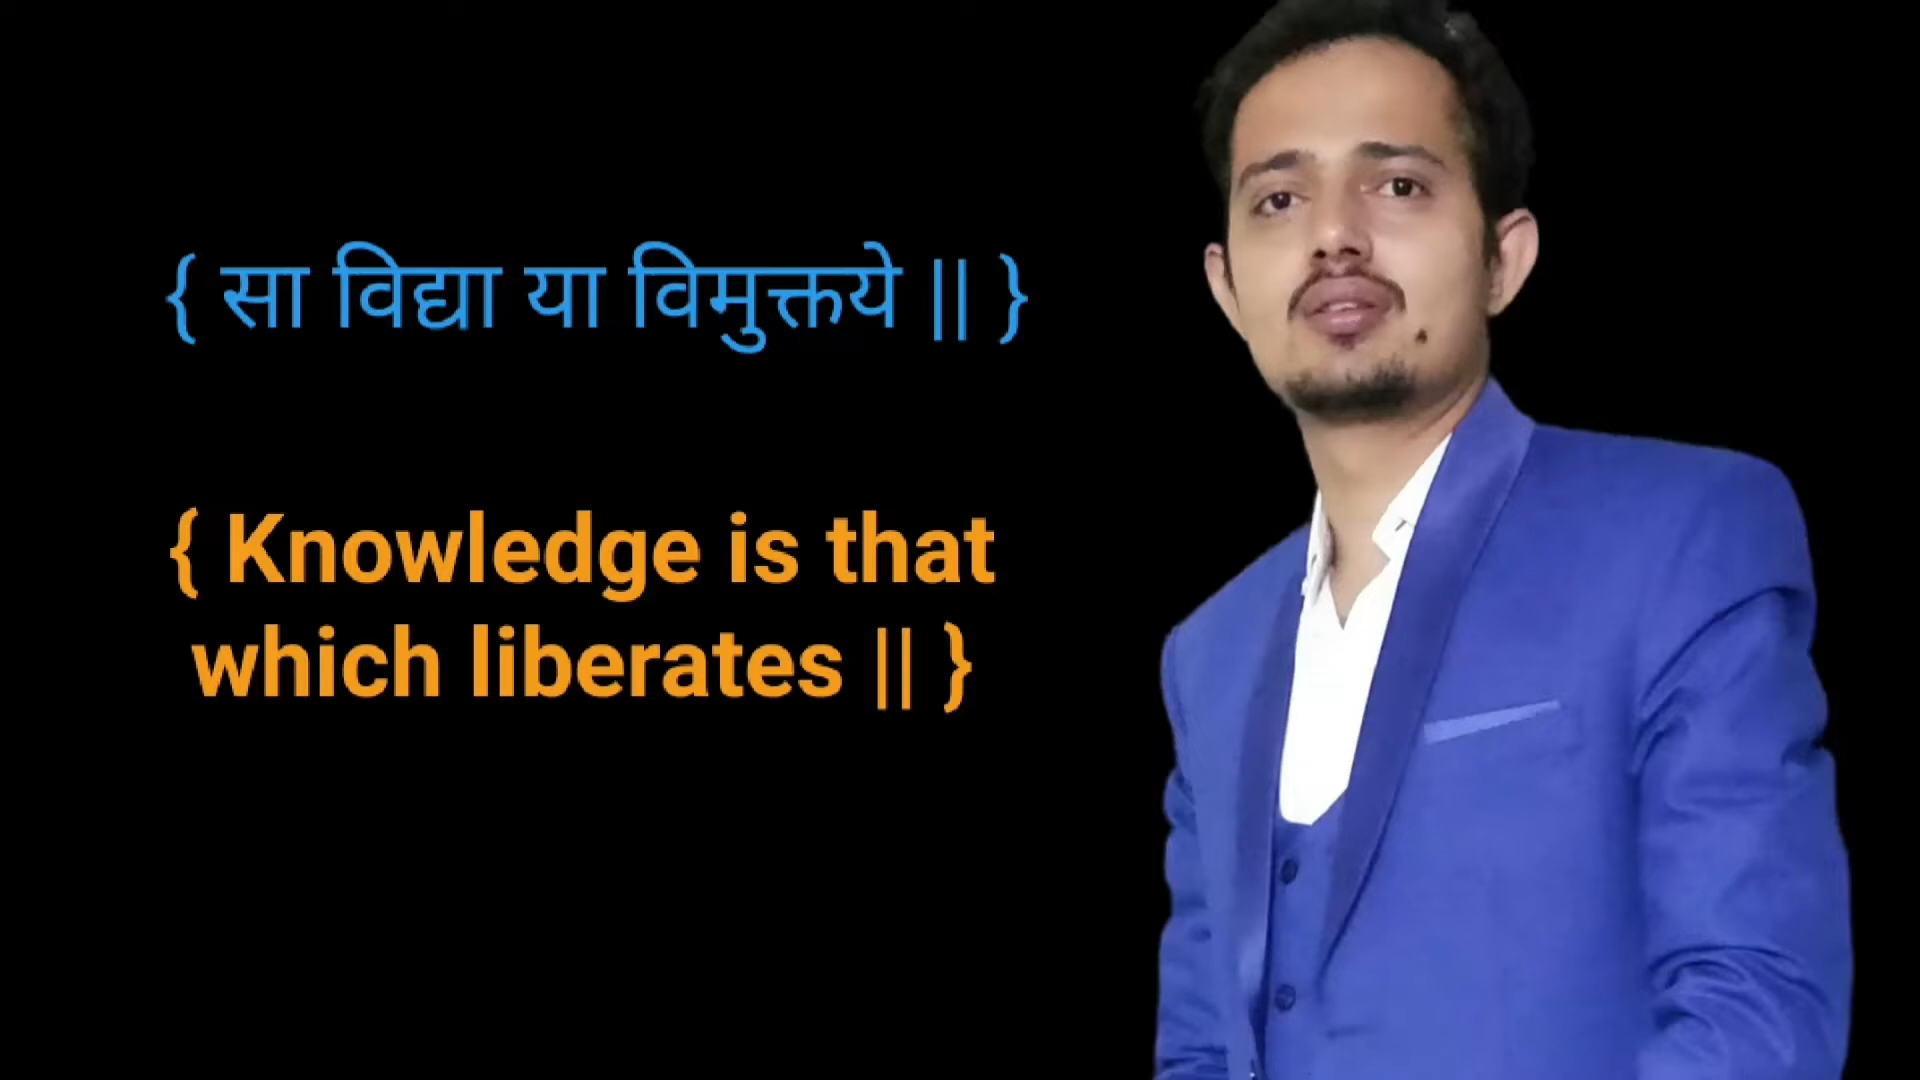 { सा विद्या या विमुक्तये || }
{ Knowledge is that
which liberates || }